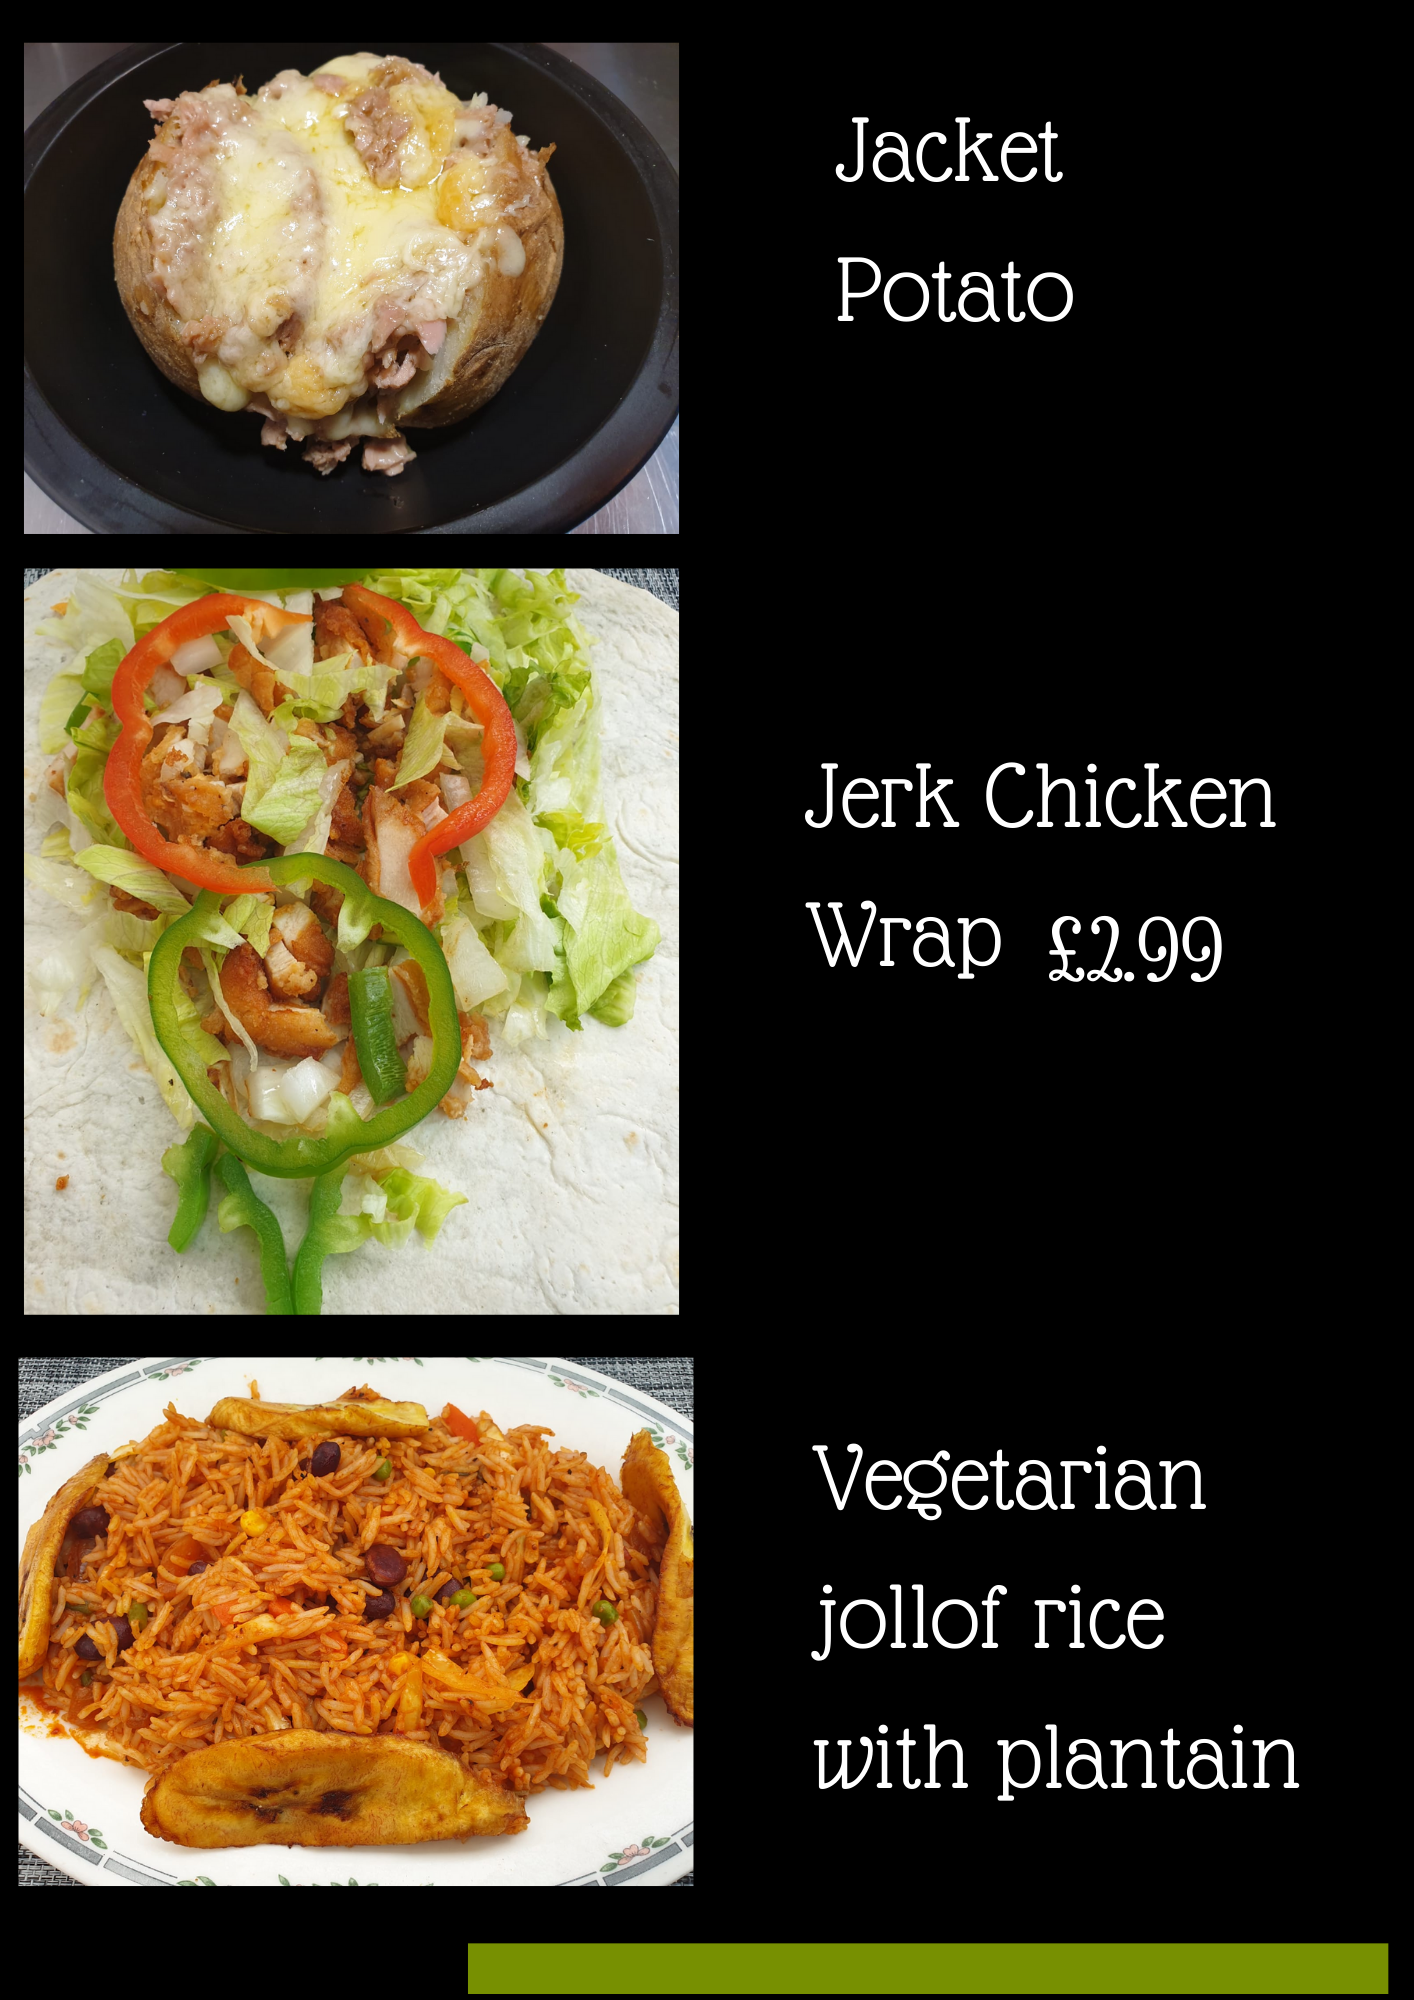 Jacket
Potato
Jerk Chicken
Wrap £2.99
Vegetarian
jollof rice
with plantain